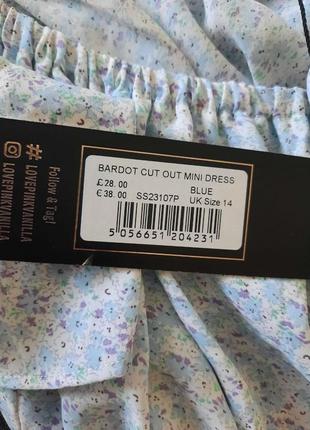 BARDOT CUT OUT MINI DRESS
£28.00 BLUE
€38.00 SS23107P UK Size 14
5 056651 204231
Follow & Tag!
#
LOVEPINKVANILLA
LOVEPINKVANILLA